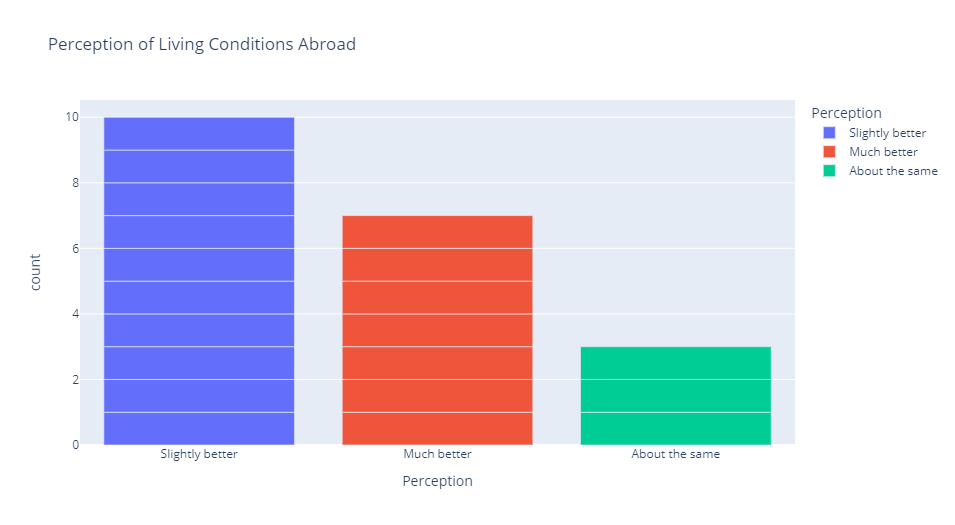 Perception of Living Conditions Abroad
Perception
Slightly better
Much better
About the same
10
8
6
4
2
0
count
Slightly better
Much better
About the same
Perception